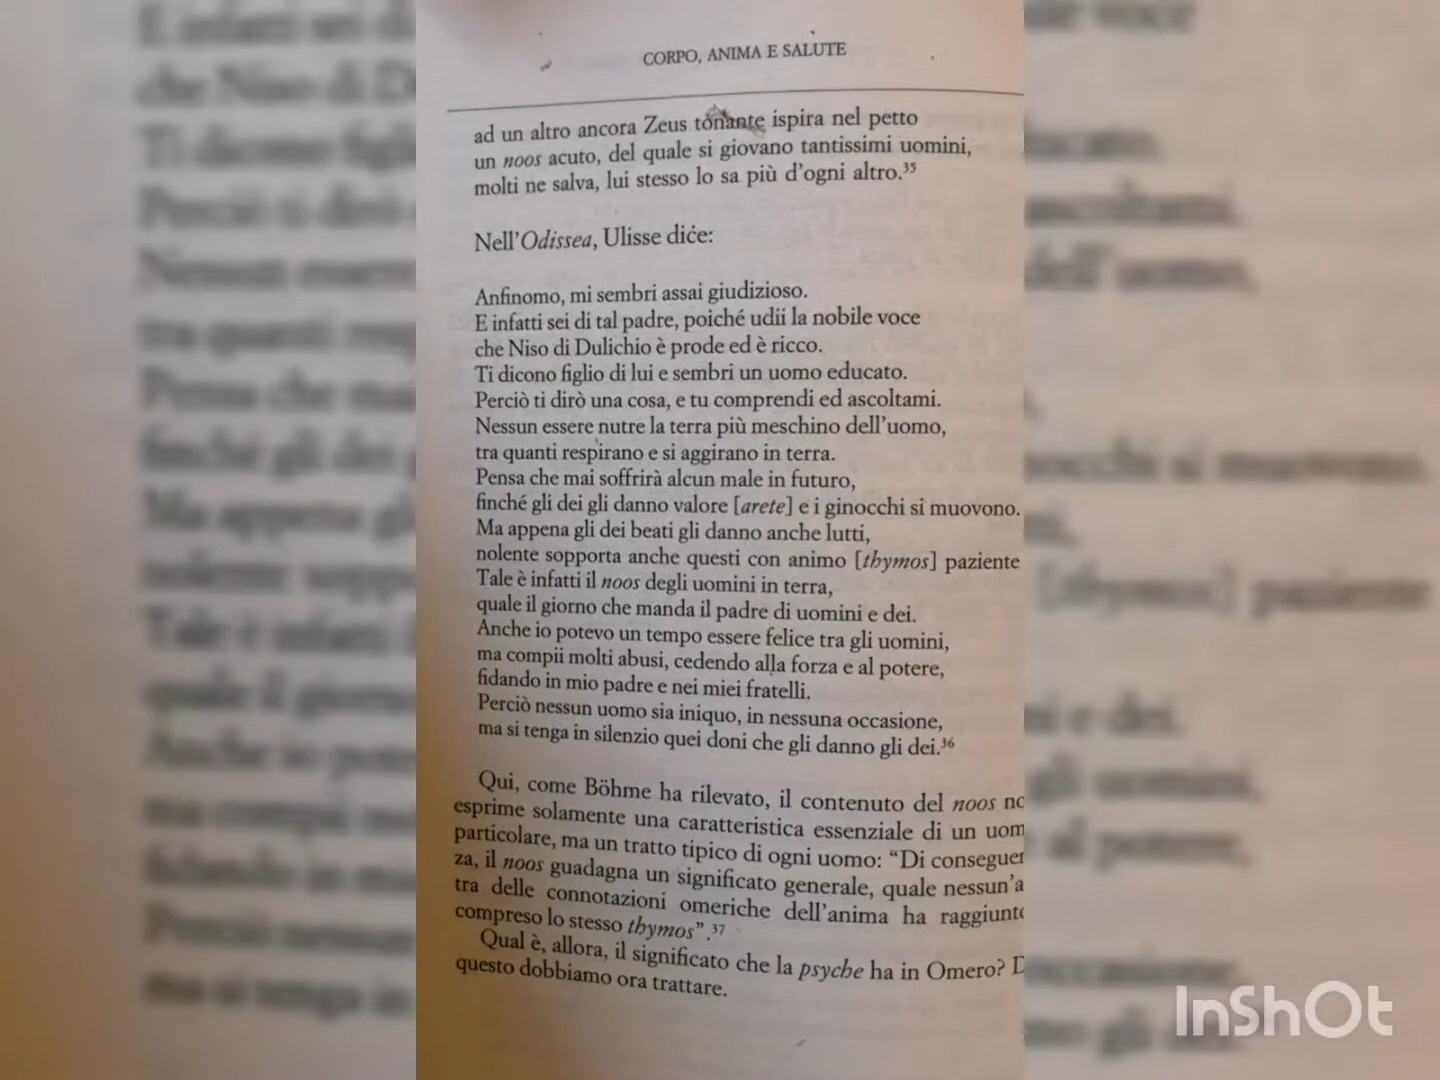 CORPO, ANIMA E SALUTE
ad un altro ancora Zeus tonante ispira nel petto
un noos acuto, del quale si giovano tantissimi uomini,
molti ne salva, lui stesso lo sa più d'ogni altro.35
Nell'Odissea, Ulisse dice:
Anfinomo, mi sembri assai giudizioso.
E infatti sei di tal padre, poiché udii la nobile voce
che Niso di Dulichio è prode ed è ricco.
Ti dicono figlio di lui e sembri un uomo educato.
Perciò ti dirò una cosa, e tu comprendi ed ascoltami.
Nessun essere nutre la terra più meschino dell'uomo,
tra quanti respirano e si aggirano in terra.
Pensa che mai soffrirà alcun male in futuro,
finché gli dei gli danno valore [arete] e i ginocchi si muovono.
Ma appena gli dei beati gli danno anche lutti,
nolente sopporta anche questi con animo [thymos] paziente
Tale è infatti il noos degli uomini in terra,
quale il giorno che manda il padre di uomini e dei.
Anche io potevo un tempo essere felice tra gli uomini,
ma compii molti abusi, cedendo alla forza e al potere,
fidando in mio padre e nei miei fratelli.
Perciò nessun uomo sia iniquo, in nessuna occasione,
ma si tenga in silenzio quei doni che gli danno gli dei.36
Qui, come Böhme ha rilevato, il contenuto del noos no
esprime solamente una caratteristica essenziale di un uom
particolare, ma un tratto tipico di ogni uomo: “Di conseguen
za, il noos guadagna un significato generale, quale nessun'a
tra delle connotazioni omeriche dell'anima ha raggiunto
compreso lo stesso thymos”.37
Qual è, allora, il significato che la psyche ha in Omero? D
questo dobbiamo ora trattare.
InShOt